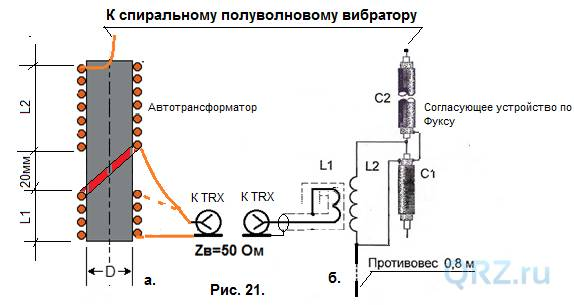 К спиральному полуволновому вибратору
Автотрансформатор
L2
20мм
L1
D
а.
К TRX
Zв=50 Ом
Рис. 21.
К TRX
L1
L2
C2
Согласующее устройство по
Фуксу
C1
б.
Противовес 0,8 м
QRZ.ru